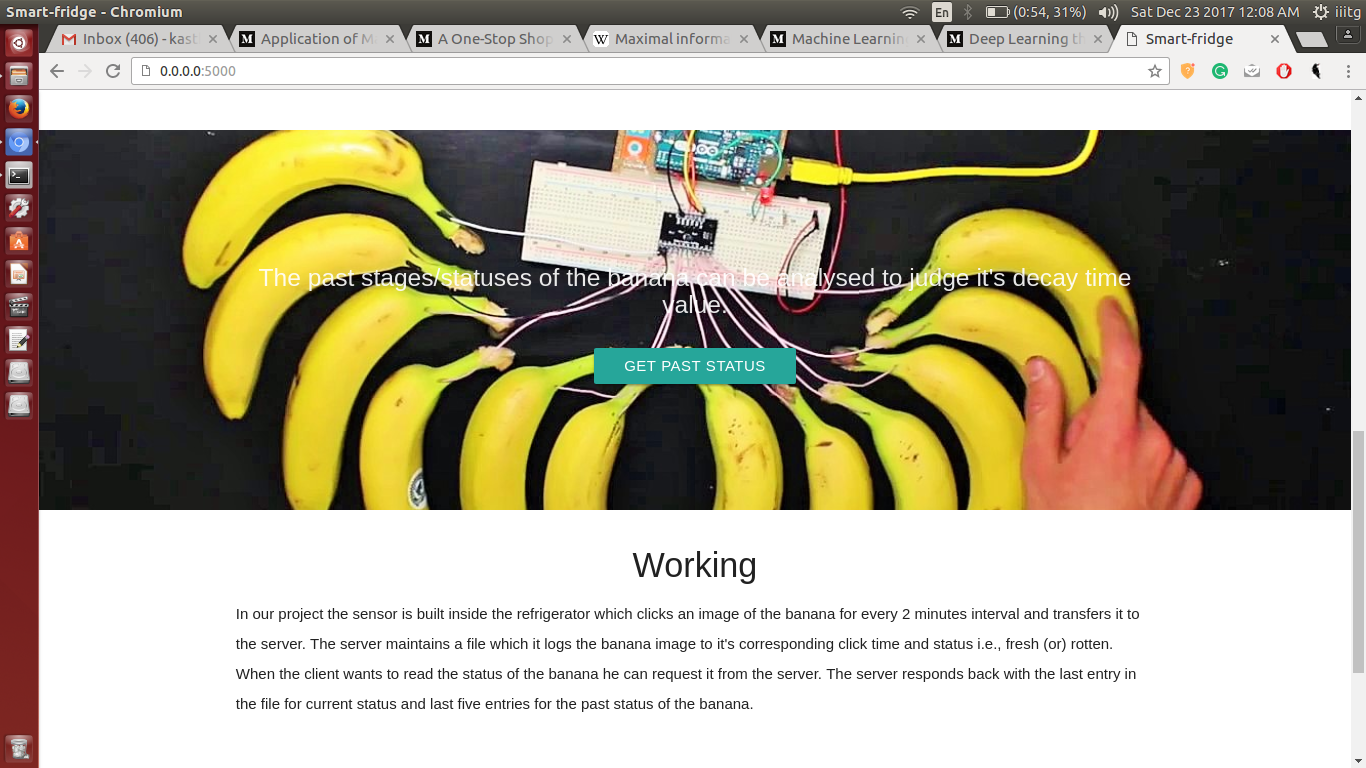 Smart-fridge - Chromium
En
(0:54, 31%)
Sat Dec 23 2017 12:08 AM
iiitg
Inbox (406) - kast
M Application of M
M A One-Stop Shop
W Maximal informa
M Machine Learnin
M Deep Learning th
Smart-fridge
0.0.0.0:5000
The past stages/statuses of the banana can be analysed to judge it's decay time
value.
GET PAST STATUS
Working
In our project the sensor is built inside the refrigerator which clicks an image of the banana for every 2 minutes interval and transfers it to
the server. The server maintains a file which it logs the banana image to it's corresponding click time and status i.e., fresh (or) rotten.
When the client wants to read the status of the banana he can request it from the server. The server responds back with the last entry in
the file for current status and last five entries for the past status of the banana.